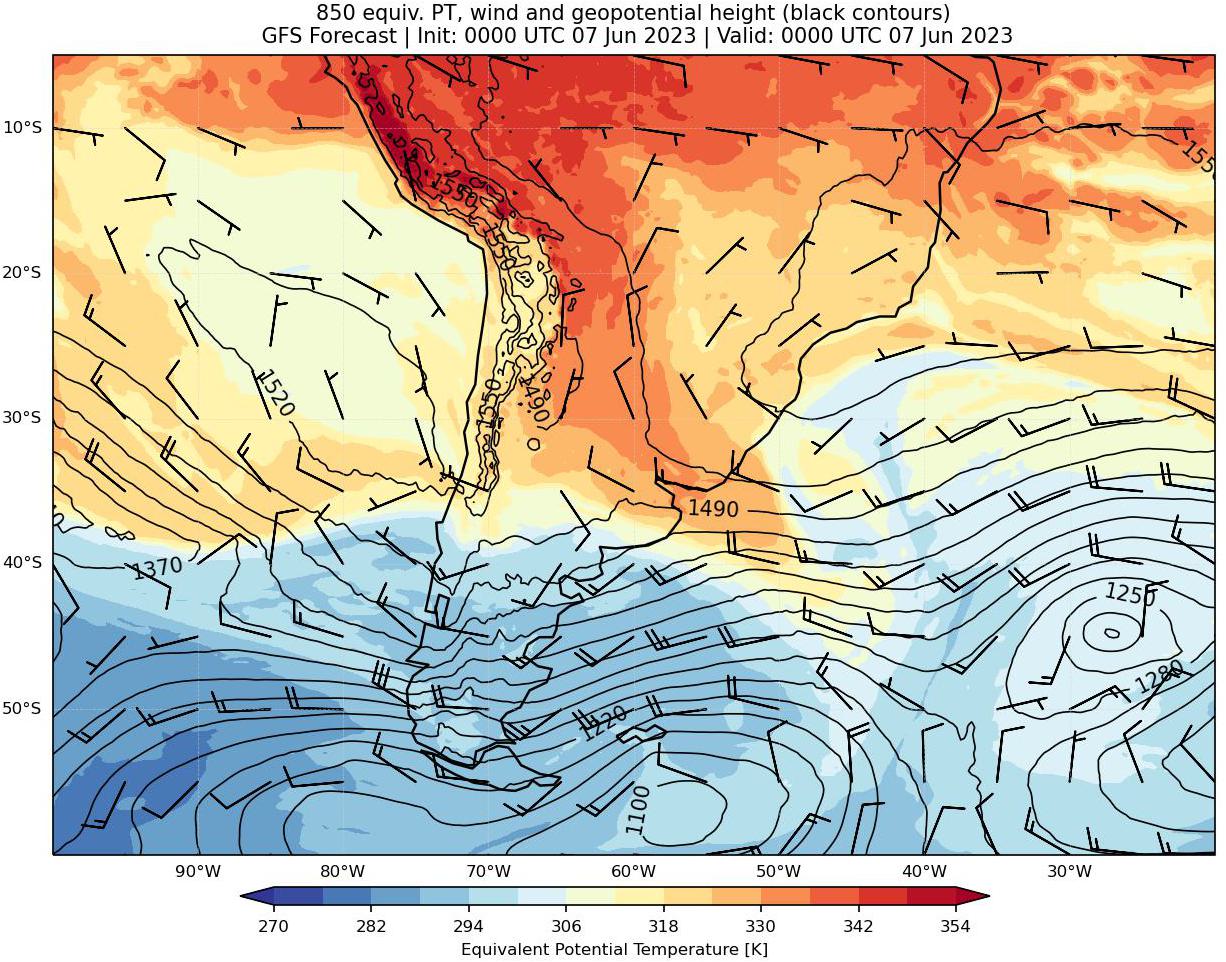 850 equiv. PT, wind and geopotential height (black contours)
GFS Forecast | Init: 0000 UTC 07 Jun 2023 | Valid: 0000 UTC 07 Jun 2023
10°S
20°S
30°S
40°S
50°S
1550
1550
1520
1550
1490
1490
1370
1250
1280
1220
1100
90°W
80°W
70°W
60°W
50°W
40°W
30°W
270
282
294
306
318
330
342
354
Equivalent Potential Temperature [K]